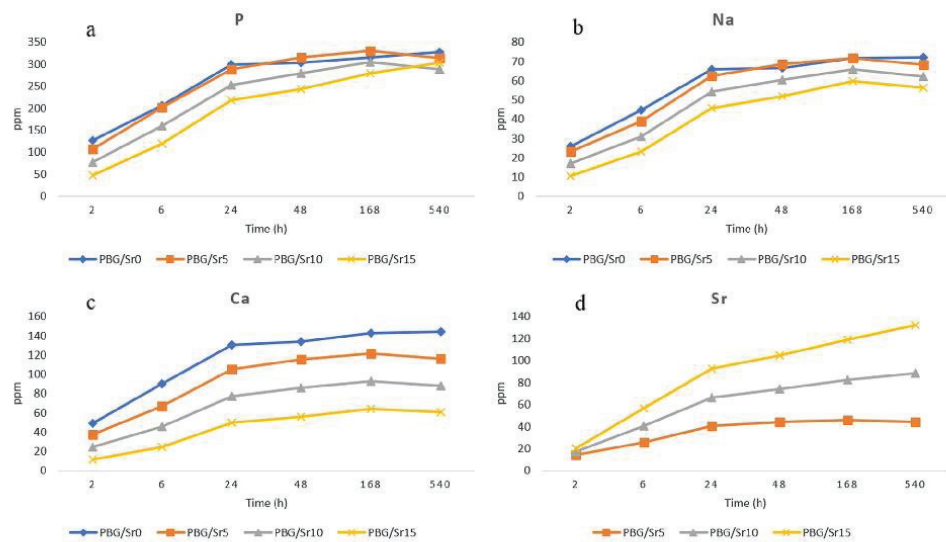 a
P
350
300
250
200
150
100
50
0
ppm
2 6 24 48 168 540
Time (h)
PBG/Sr0 PBG/Sr5 PBG/Sr10 PBG/Sr15
b
Na
80
70
60
50
40
30
20
10
0
ppm
2 6 24 48 168 540
Time (h)
PBG/Sr0 PBG/Sr5 PBG/Sr10 PBG/Sr15
c
Ca
160
140
120
100
80
60
40
20
0
ppm
2 6 24 48 168 540
Time (h)
PBG/Sr0 PBG/Sr5 PBG/Sr10 PBG/Sr15
d
Sr
140
120
100
80
60
40
20
0
ppm
2 6 24 48 168 540
Time (h)
PBG/Sr5 PBG/Sr10 PBG/Sr15